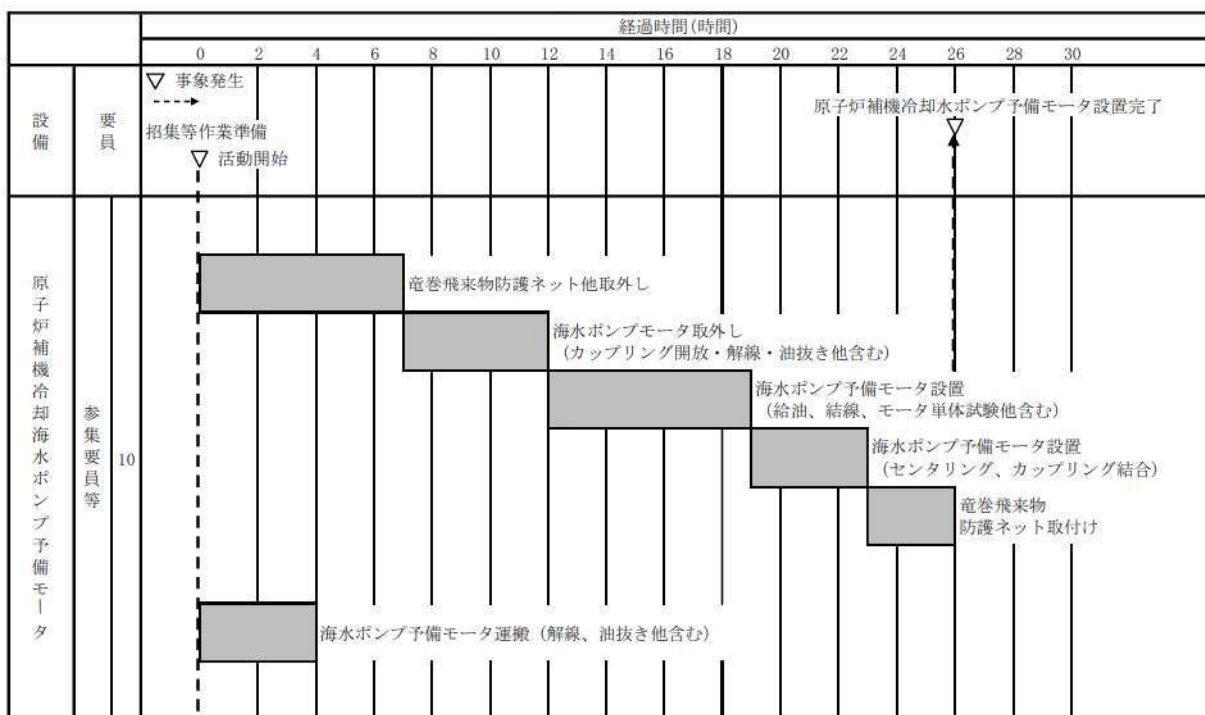 経過時間(時間)
0 2 4 6 8 10 12 14 16 18 20 22 24 26 28 30
設備
要員
▽ 事象発生
招集等作業準備
▽ 活動開始
原子炉補機冷却水ポンプ予備モータ設置完了
▽
原子炉補機冷却海水ポンプ予備モータ
参集要員等
10
竜巻飛来物防護ネット他取外し
海水ポンプモータ取外し
(カップリング開放・解線・油抜き他含む)
海水ポンプ予備モータ設置
(給油、結線、モータ単体試験他含む)
海水ポンプ予備モータ設置
(センタリング、カップリング結合)
竜巻飛来物
防護ネット取付け
海水ポンプ予備モータ運搬(解線、油抜き他含む)